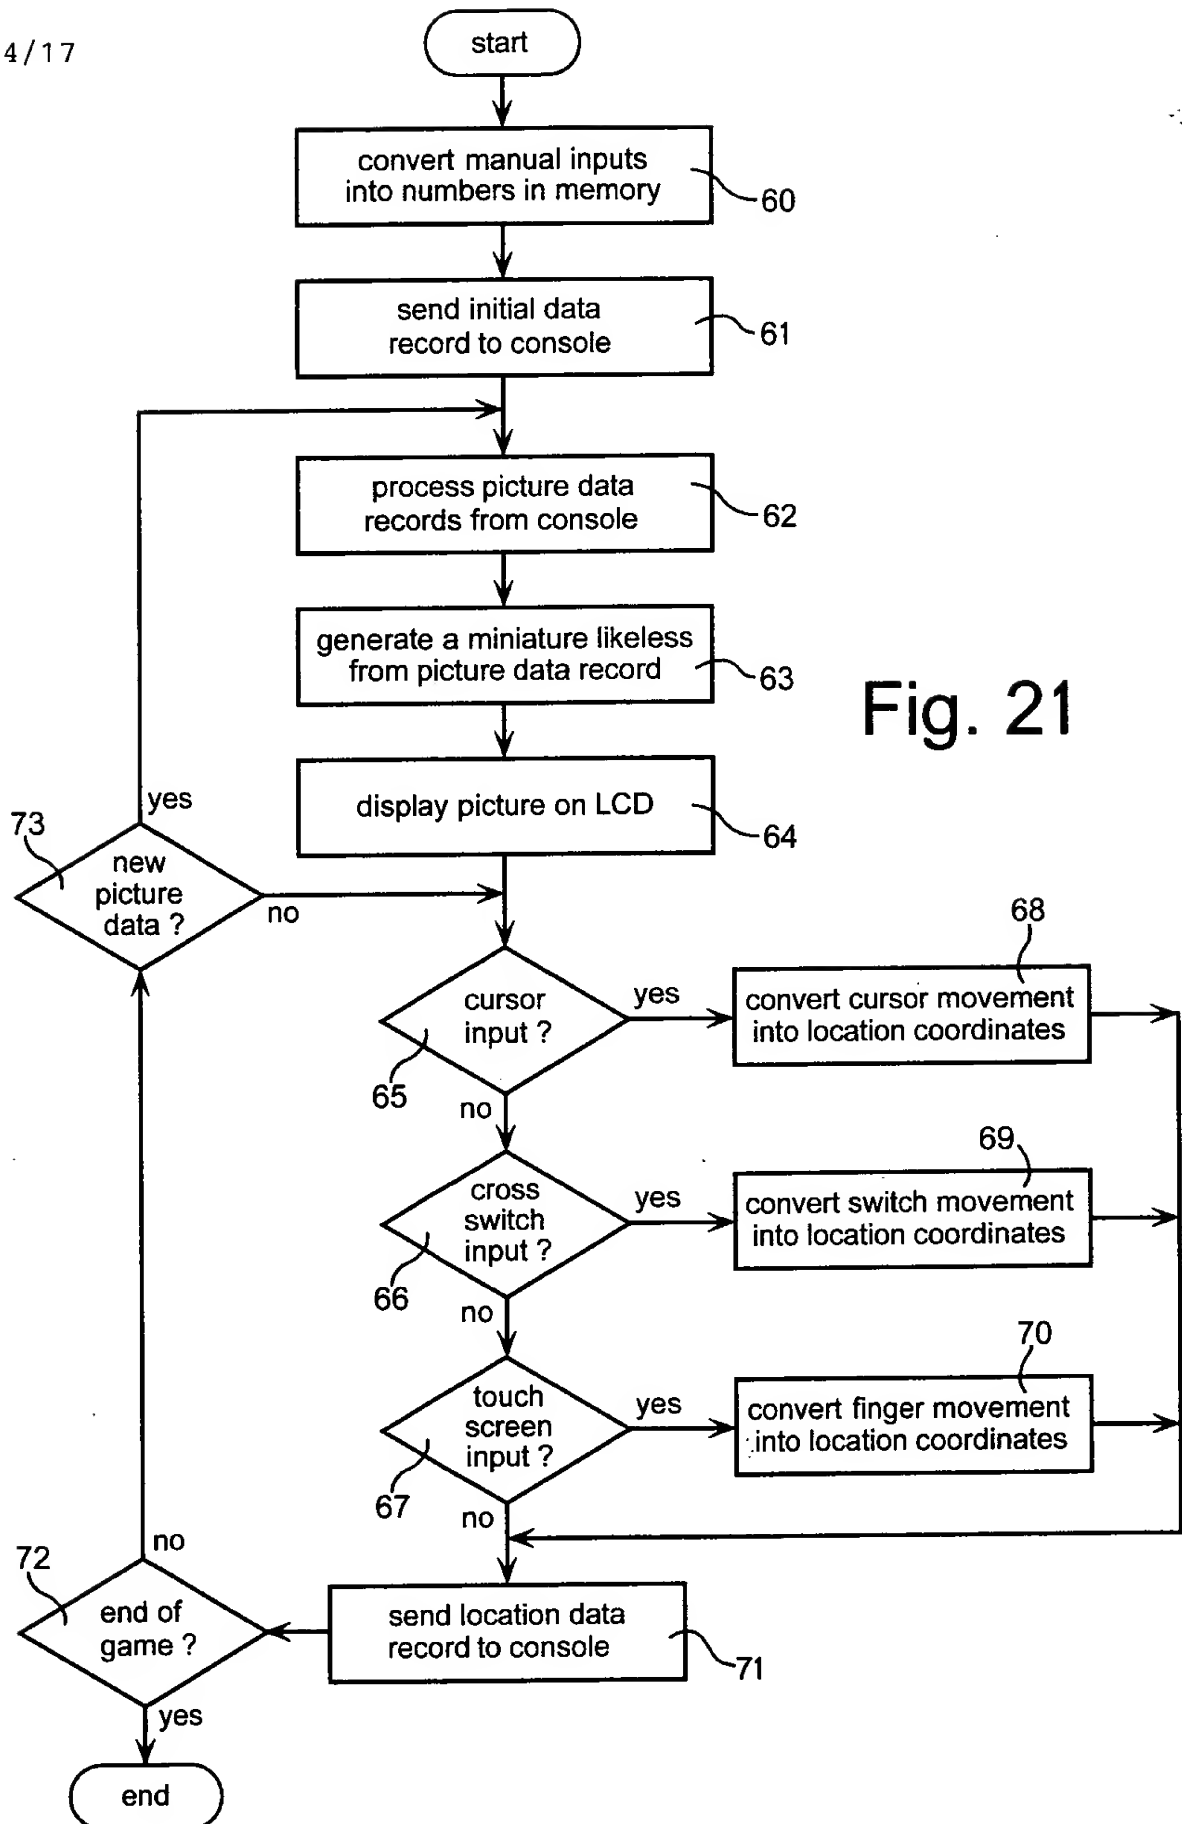 4/17
start
convert manual inputs
into numbers in memory
60
send initial data
record to console
61
process picture data
records from console
62
generate a miniature likeless
from picture data record
63
Fig. 21
display picture on LCD
64
yes
73
new
picture
data ?
no
cursor
input ?
65
yes
68
convert cursor movement
into location coordinates
no
cross
switch
input ?
66
yes
69
convert switch movement
into location coordinates
no
touch
screen
input ?
67
yes
70
convert finger movement
into location coordinates
no
send location data
record to console
71
no
72
end of
game ?
yes
end